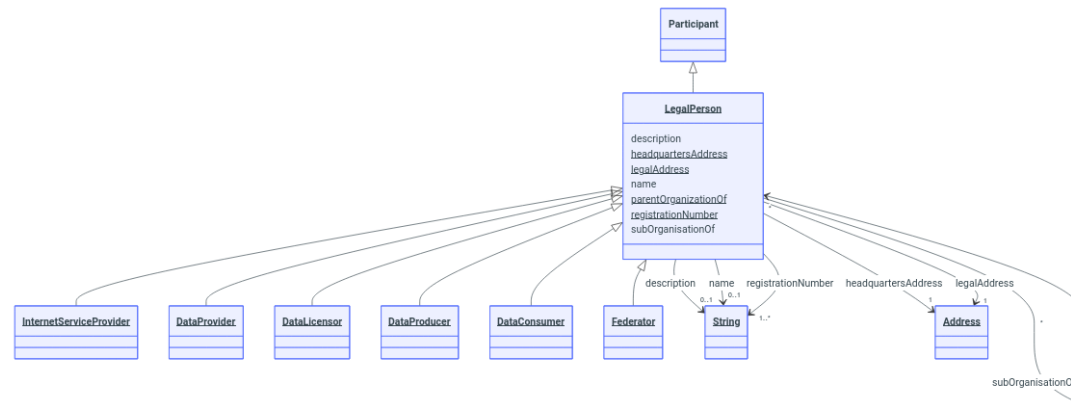 Participant
LegalPerson
description
headquartersAddress
legalAddress
name
parentOrganizationOf
registrationNumber
subOrganisationOf
description
name
registrationNumber
headquartersAddress
legalAddress
0..1
0..1
1..*
1
1
*
InternetServiceProvider
DataProvider
DataLicensor
DataProducer
DataConsumer
Federator
String
Address
subOrganisationO